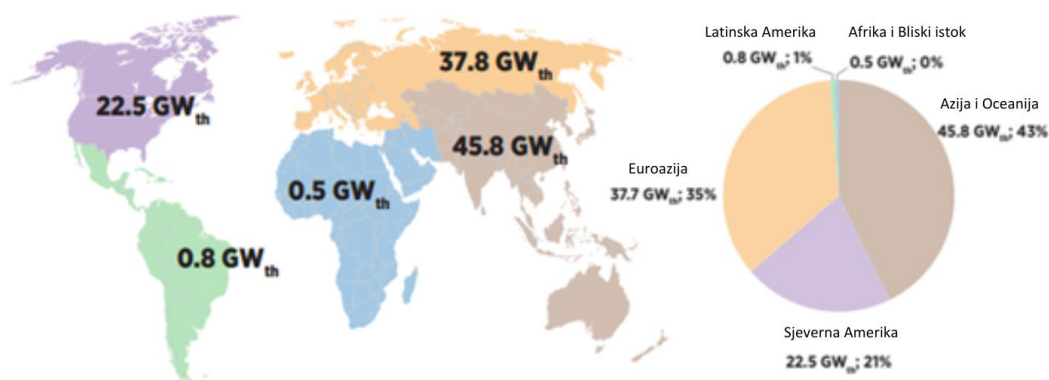 22.5 GWth
37.8 GWth
45.8 GWth
0.5 GWth
0.8 GWth
Latinska Amerika
0.8 GWth; 1%
Afrika i Bliski istok
0.5 GWth; 0%
Azija i Oceanija
45.8 GWth; 43%
Euroazija
37.7 GWth; 35%
Sjeverna Amerika
22.5 GWth; 21%